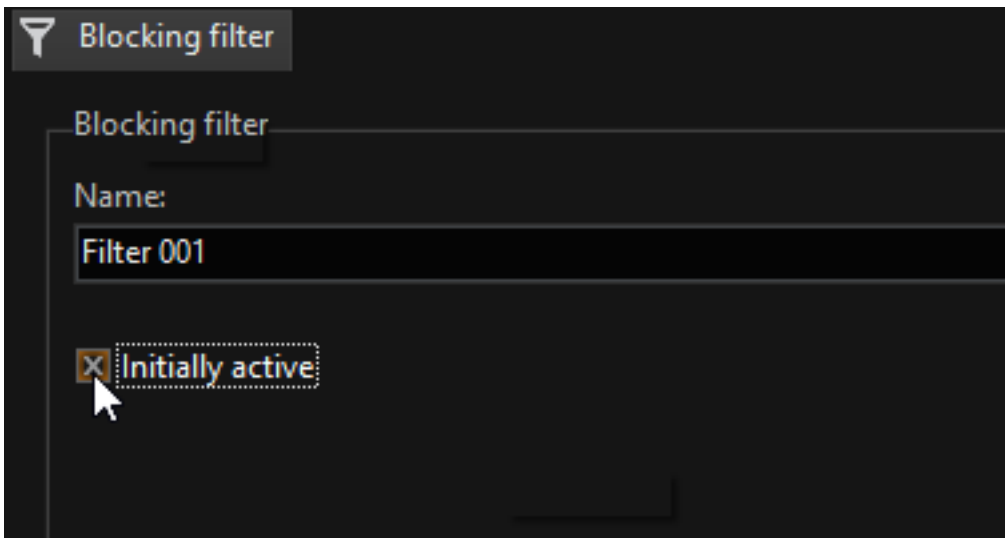 Blocking filter
Blocking filter
Name:
Filter 001
Initially active